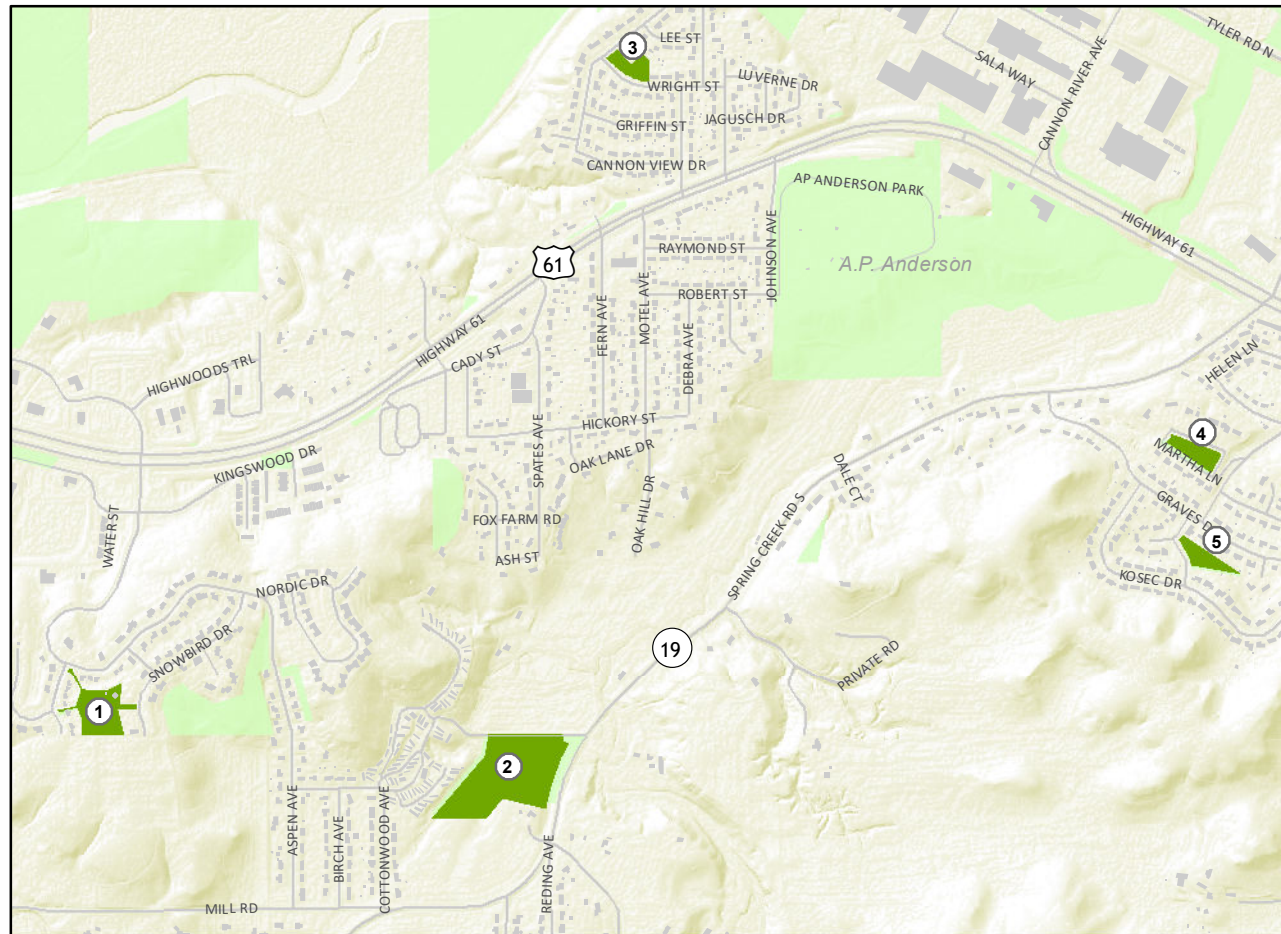 TYLER RD N
LEE ST
3
SALA WAY
CANNON RIVER AVE
LUVERNE DR
WRIGHT ST
JAGUSCH DR
GRIFFIN ST
CANNON VIEW DR
AP ANDERSON PARK
HIGHWAY 61
RAYMOND ST
JOHNSON AVE
A.P. Anderson
61
ROBERT ST
FERN AVE
MOTEL AVE
DEBRA AVE
HIGHWAY 61
CADY ST
HIGHWOODS TRL
HELEN LN
HICKORY ST
4
MARTHA LN
SPATES AVE
OAK LANE DR
KINGSWOOD DR
DALE CT
GRAVES D
OAK HILL DR
FOX FARM RD
WATER ST
5
ASH ST
SPRING CREEK RD S
KOSEC DR
NORDIC DR
SNOWBIRD DR
19
PRIVATE RD
1
2
ASPEN AVE
BIRCH AVE
COTTONWOOD AVE
REDING AVE
MILL RD